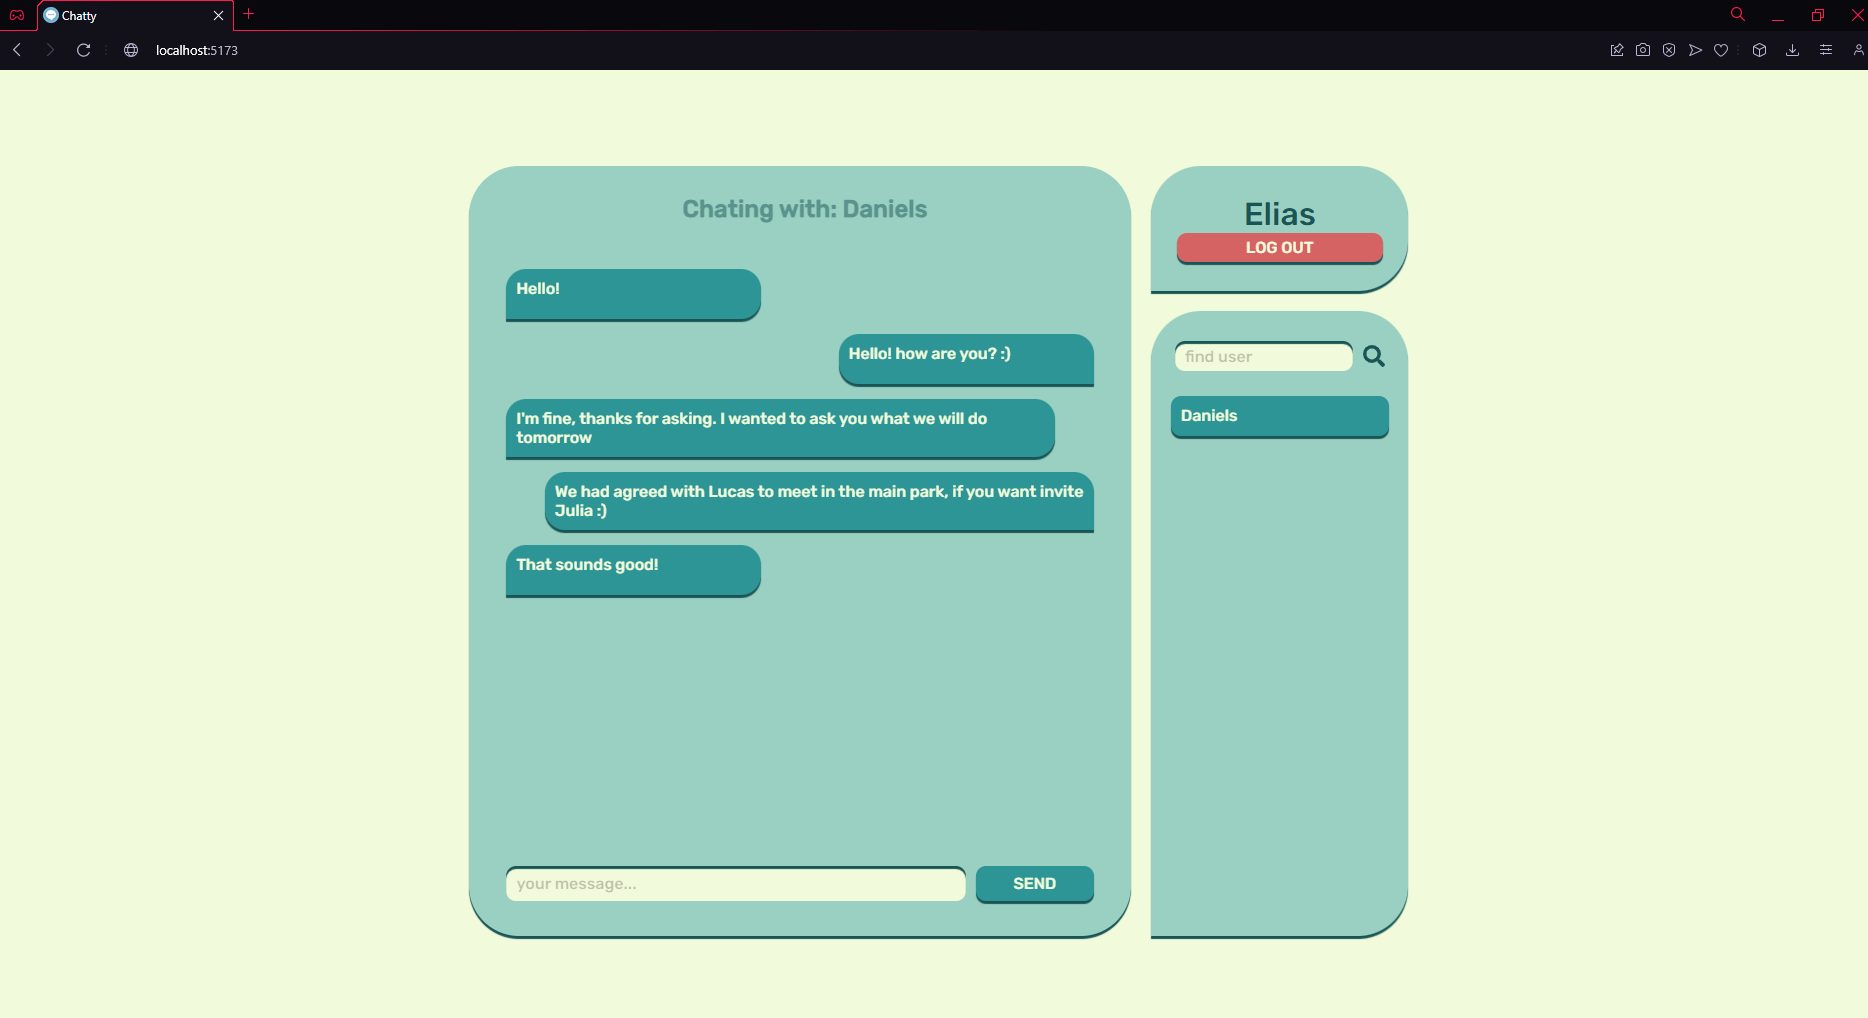 Chatty
localhost:5173
Chating with: Daniels
Hello!
Hello! how are you? :)
I'm fine, thanks for asking. I wanted to ask you what we will do
tomorrow
We had agreed with Lucas to meet in the main park, if you want invite
Julia :)
That sounds good!
your message...
SEND
Elias
LOG OUT
find user
Daniels